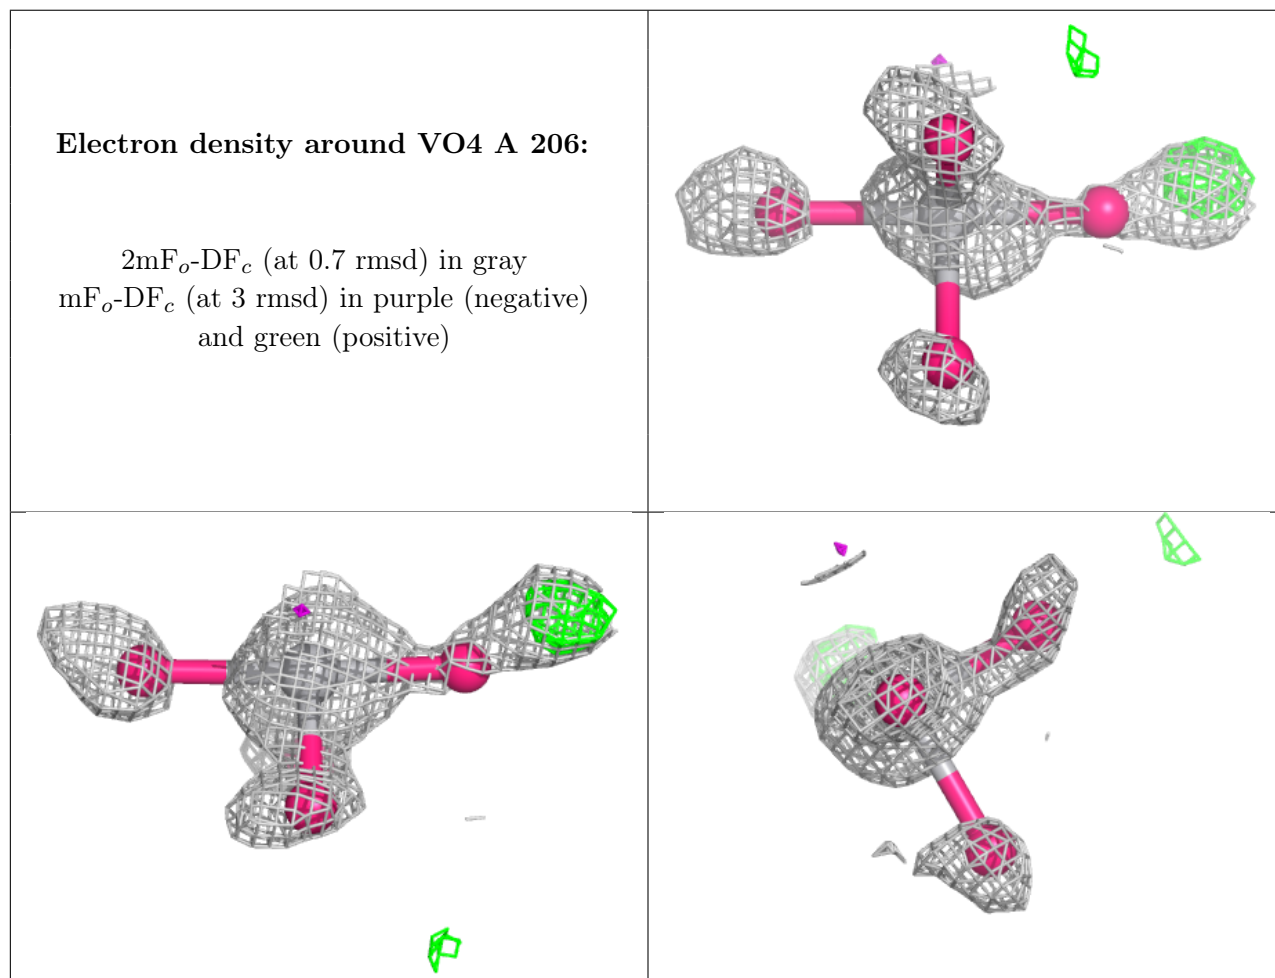 Electron density around VO4 A 206:
2mFₒ-DF𝑐 (at 0.7 rmsd) in gray
mFₒ-DF𝑐 (at 3 rmsd) in purple (negative)
and green (positive)